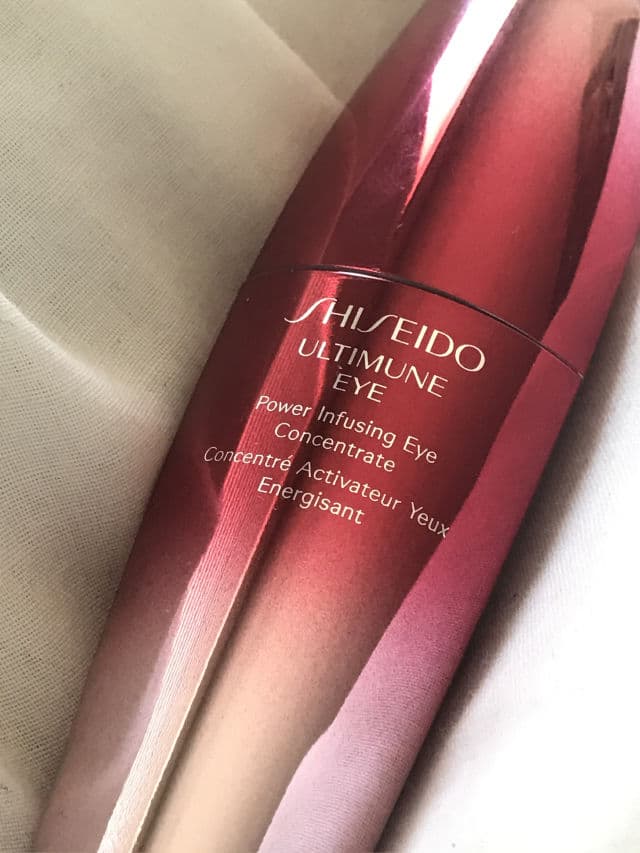 SHISEIDO
ULTIMUNE
EYE
Power Infusing Eye
Concentrate
Concentré Activateur Yeux
Energisant